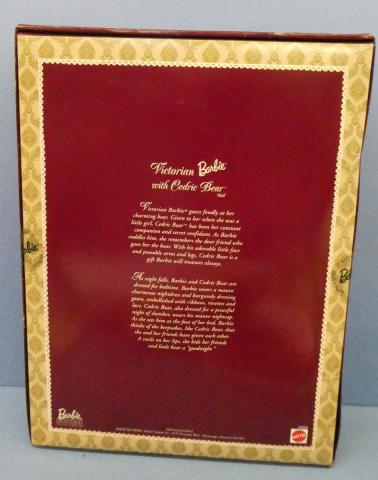 Victorian Barbie®
with Cedric Bear™
Doll
Victorian Barbie® gazes fondly at her
charming bear. Given to her when she was a
little girl, Cedric Bear™ has been her constant
companion and secret confidant. As Barbie
cuddles him, she remembers the dear friend who
gave her the bear. With his adorable little face
and posable arms and legs, Cedric Bear is a
gift Barbie will treasure always.
As night falls, Barbie and Cedric Bear are
dressed for bedtime. Barbie wears a mauve
charmeuse nightdress and burgundy dressing
gown, embellished with ribbons, rosettes and
lace. Cedric Bear, also dressed for a peaceful
night of slumber, wears his mauve nightcap.
As she sets him at the foot of her bed, Barbie
thinks of the keepsakes, like Cedric Bear, that
she and her friends have given each other.
A smile on her lips, she bids her friends
and little bear a "goodnight."
Barbie
Barbie
Barbie
MATTEL